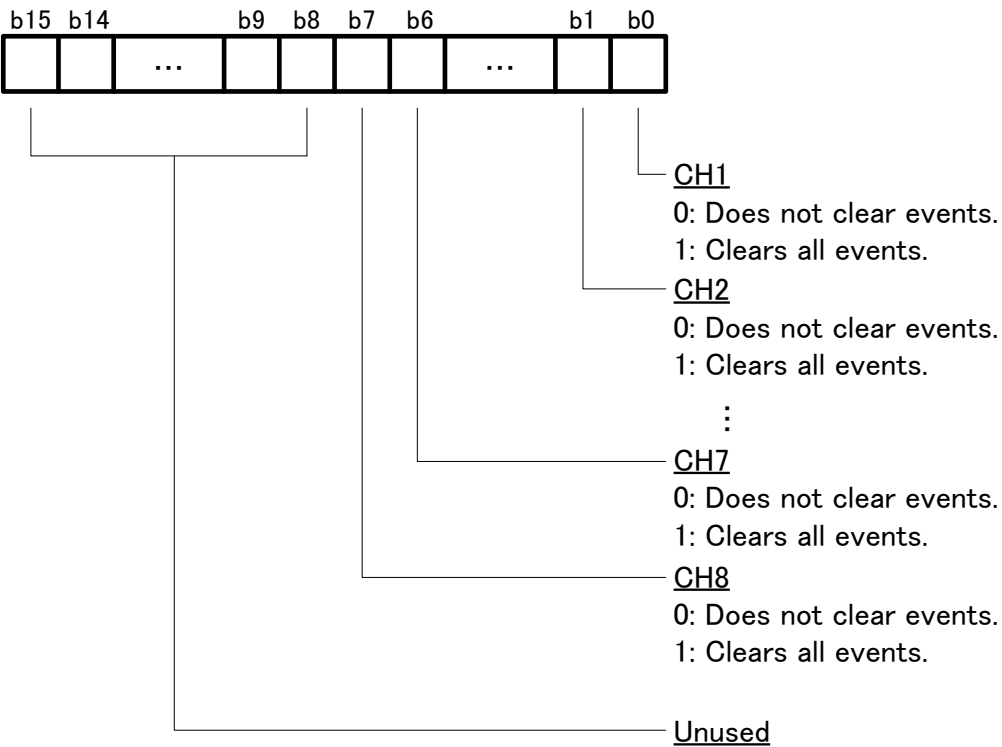 b15 b14 b9 b8 b7 b6 b1 b0
... ...
CH1
0: Does not clear events.
1: Clears all events.
CH2
0: Does not clear events.
1: Clears all events.
⋮
CH7
0: Does not clear events.
1: Clears all events.
CH8
0: Does not clear events.
1: Clears all events.
Unused